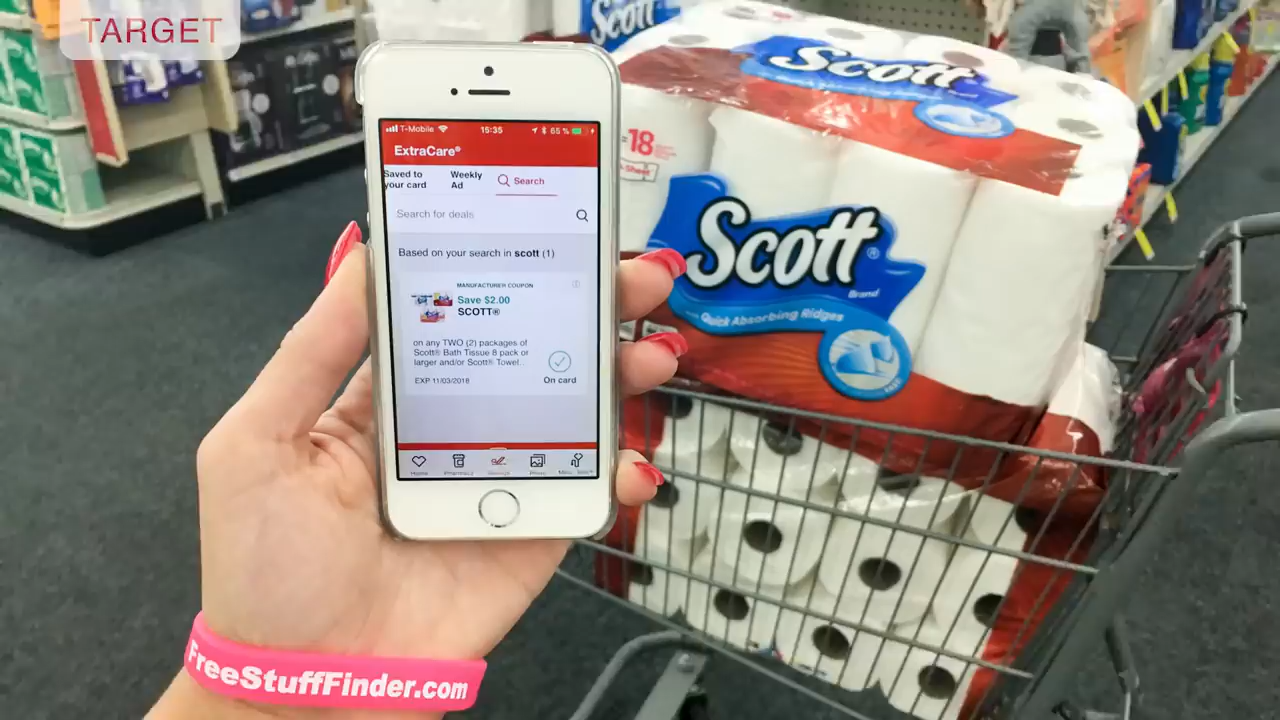 TARGET
T-Mobile
15:35
65 %
ExtraCare®
Saved to
your card
Weekly
Ad
Search
Search for deals
Based on your search in scott (1)
MANUFACTURER COUPON
Save $2.00
SCOTT®
on any TWO (2) packages of
Scott® Bath Tissue 8 pack or
larger and/or Scott® Towel...
EXP 11/03/2018
On card
Home
FreeStuffFinder.com
Scott
Scott
Brand
=18
Scott®
Brand
Quick Absorbing Ridges